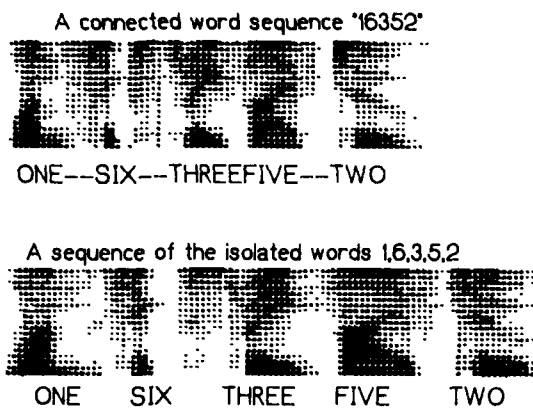 A connected word sequence "16352"
ONE--SIX--THREEFIVE--TWO
A sequence of the isolated words 1,6,3,5,2
ONE SIX THREE FIVE TWO